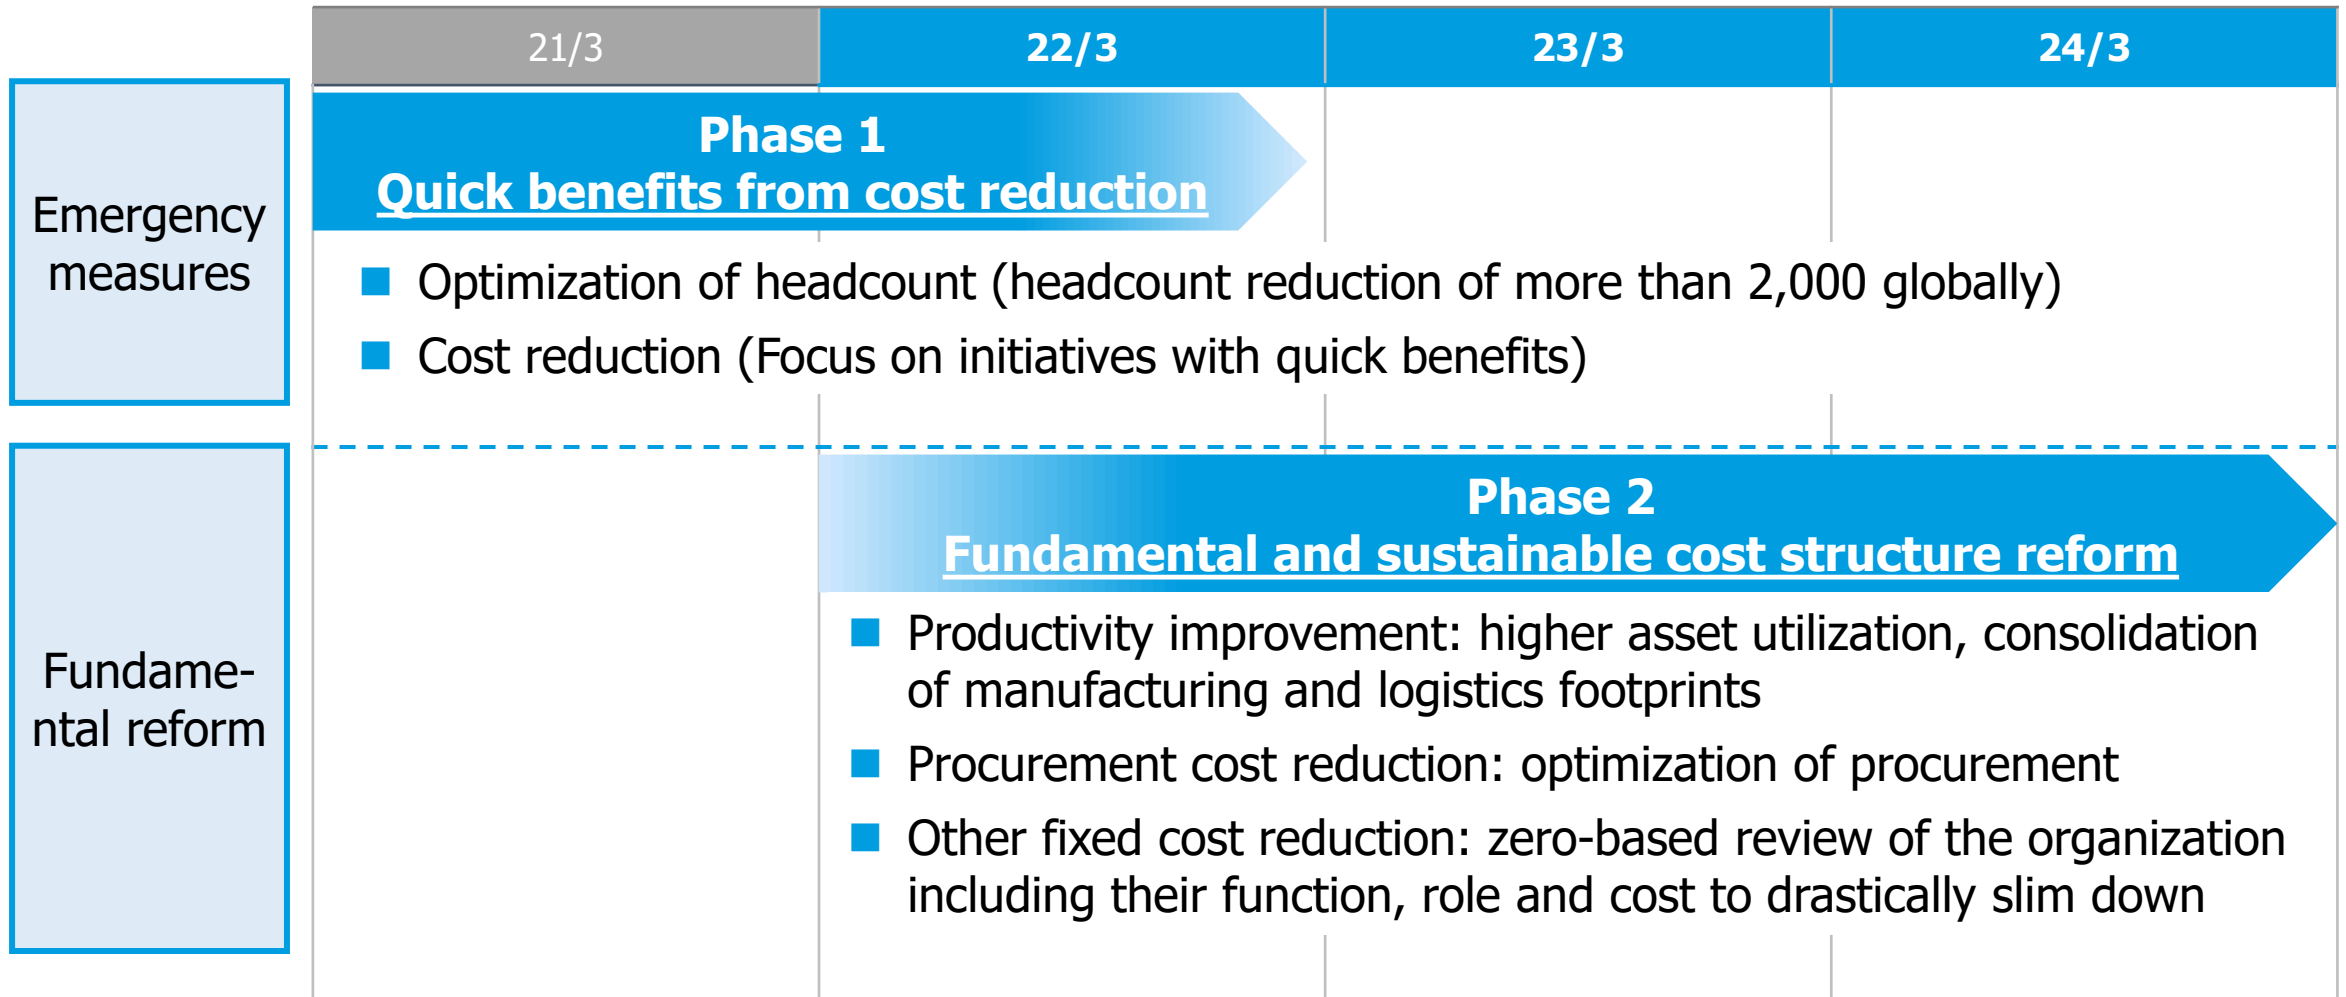 21/3
22/3
23/3
24/3
Emergency
measures
Phase 1
Quick benefits from cost reduction
Optimization of headcount (headcount reduction of more than 2,000 globally)
Cost reduction (Focus on initiatives with quick benefits)
Fundame-
ntal reform
Phase 2
Fundamental and sustainable cost structure reform
Productivity improvement: higher asset utilization, consolidation
of manufacturing and logistics footprints
Procurement cost reduction: optimization of procurement
Other fixed cost reduction: zero-based review of the organization
including their function, role and cost to drastically slim down